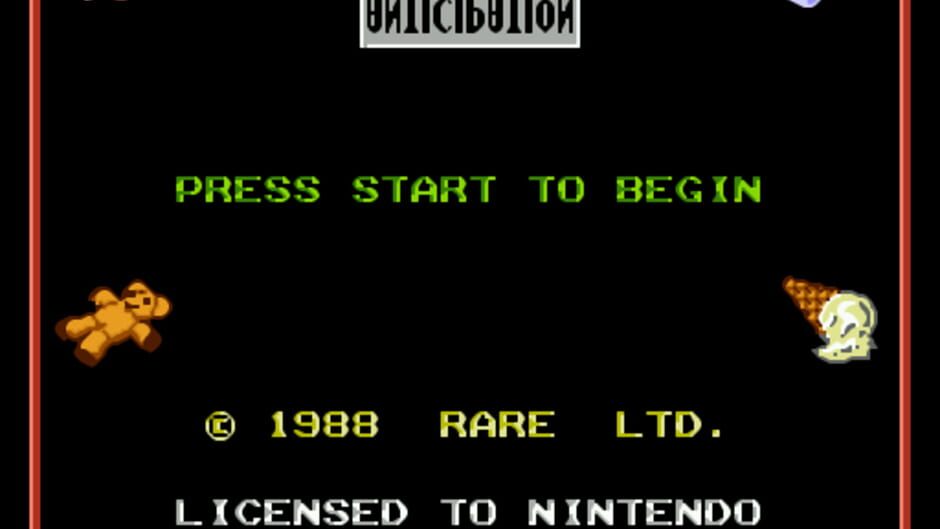 ANTICIPATION
PRESS START TO BEGIN
© 1988 RARE LTD.
LICENSED TO NINTENDO